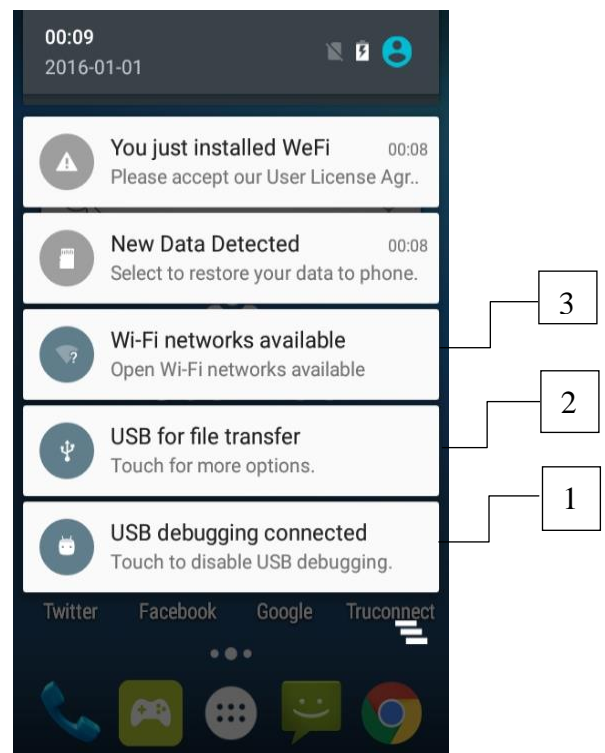 00:09
2016-01-01
You just installed WeFi 00:08
Please accept our User License Agr..
New Data Detected 00:08
Select to restore your data to phone.
3
Wi-Fi networks available
Open Wi-Fi networks available
2
USB for file transfer
Touch for more options.
1
USB debugging connected
Touch to disable USB debugging.
Twitter Facebook Google Truconnect